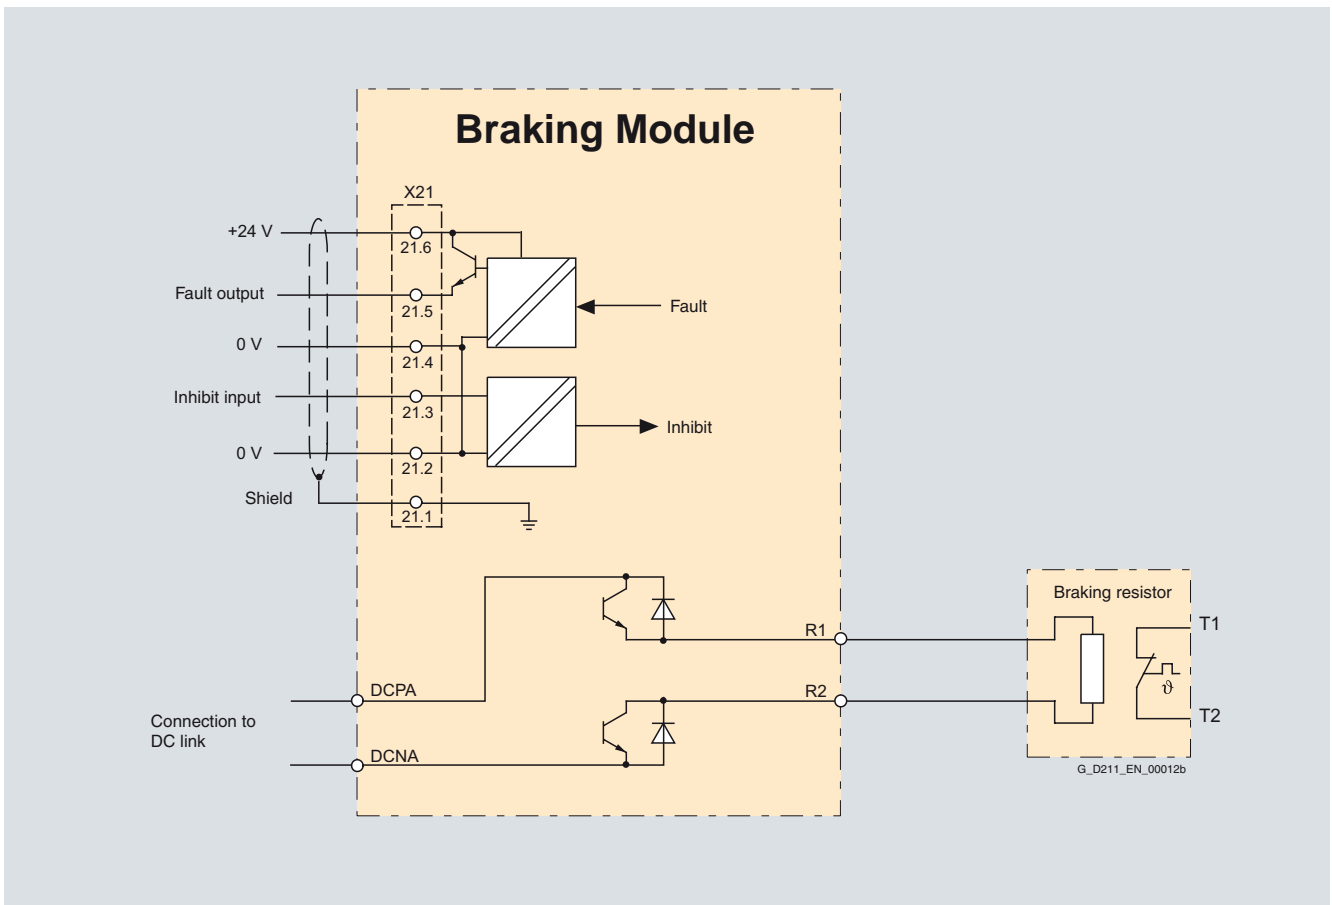 Braking Module
X21
+24 V
21.6
Fault output
21.5
Fault
0 V
21.4
Inhibit input
21.3
Inhibit
0 V
21.2
Shield
21.1
Braking resistor
R1
T1
DCPA
R2
ϑ
T2
Connection to
DC link
DCNA
G_D211_EN_00012b